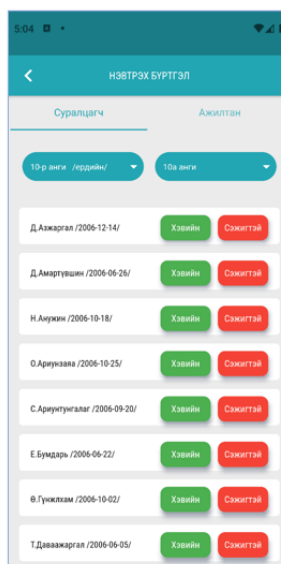 5:04
НЭВТРЭХ БҮРТГЭЛ
Суралцагч Ажилтан
10-р анги /ердийн/ 10а анги
Д.Азжаргал /2006-12-14/ Хэвийн Сэжигтэй
Д.Амартүвшин /2006-06-26/ Хэвийн Сэжигтэй
Н.Анужин /2006-10-18/ Хэвийн Сэжигтэй
О.Ариунзаяа /2006-10-25/ Хэвийн Сэжигтэй
С.Ариунтунгалаг /2006-09-20/ Хэвийн Сэжигтэй
Е.Бумдарь /2006-06-22/ Хэвийн Сэжигтэй
Ө.Гүнжлхам /2006-10-02/ Хэвийн Сэжигтэй
Т.Даваажаргал /2006-06-05/ Хэвийн Сэжигтэй